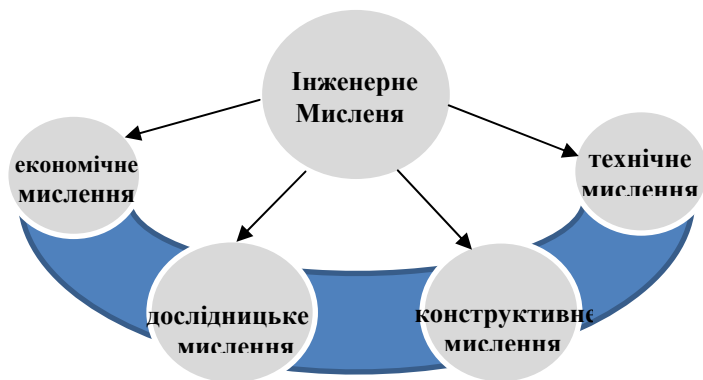 Інженерне
Мисленя
економічне
мислення
технічне
мислення
дослідницьке
мислення
конструктивне
мислення